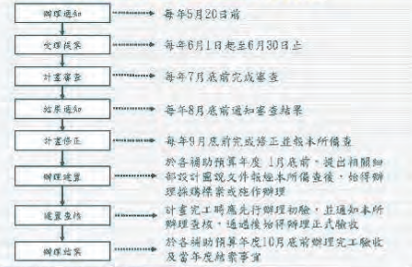 辦理通知
每年5月20日前
受理提案
每年6月1日起至6月30日止
計畫審查
每年7月底前完成審查
結果通知
每年8月底前通知審查結果
計畫修正
每年9月底前完成修正並報本所備查
辦理建置
於各補助預算年度 1月底前,提出相關細
部設計圖說文件報經本所備查後,始得辦
理採購標案或施作辦理
建置查核
計畫完工時應先行辦理初驗,並通知本所
辦理查核,通過後始得辦理正式驗收
辦理結案
於各補助預算年度10月底前辦理完工驗收
及當年度結案事宜